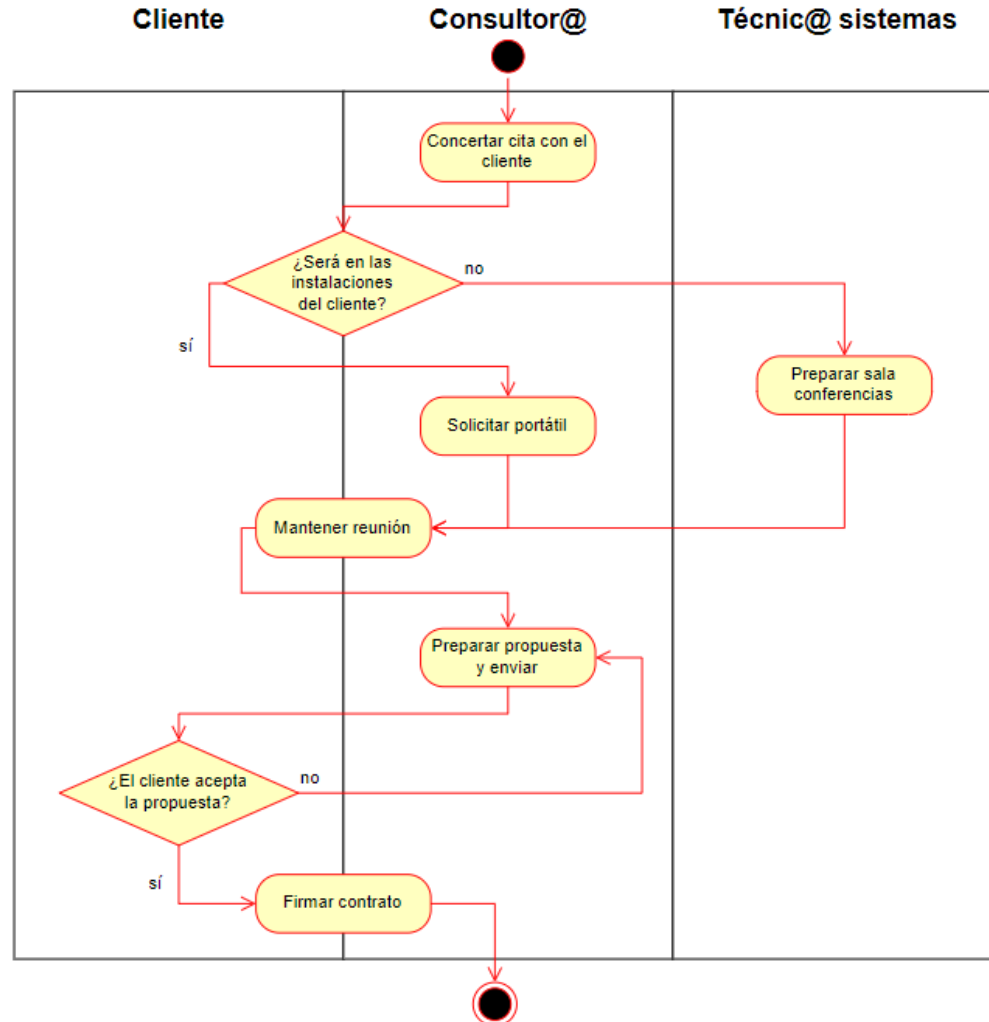 Cliente
Consultor@
Técnic@ sistemas
Concertar cita con el
cliente
¿Será en las
instalaciones
del cliente?
no
sí
Preparar sala
conferencias
Solicitar portátil
Mantener reunión
Preparar propuesta
y enviar
¿El cliente acepta
la propuesta?
no
sí
Firmar contrato